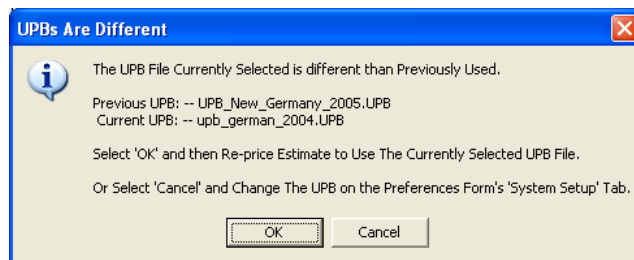 UPBs Are Different
The UPB File Currently Selected is different than Previously Used.
Previous UPB: -- UPB_New_Germany_2005.UPB
Current UPB: -- upb_german_2004.UPB
Select 'OK' and then Re-price Estimate to Use The Currently Selected UPB File.
Or Select 'Cancel' and Change The UPB on the Preferences Form's 'System Setup' Tab.
OK
Cancel